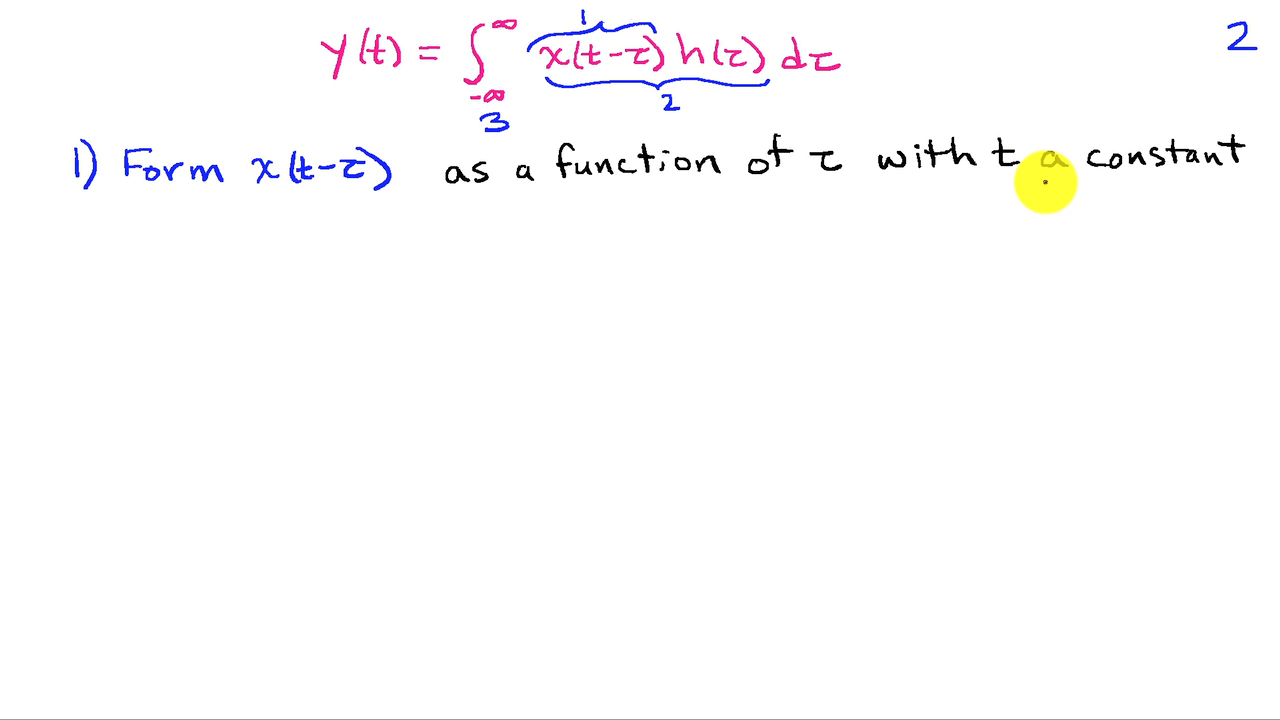 y(t) = ∫_{-∞}^{∞} x(t-τ) h(τ) dτ
1
2
3
2
1) Form x(t-τ) as a function of τ with t a constant